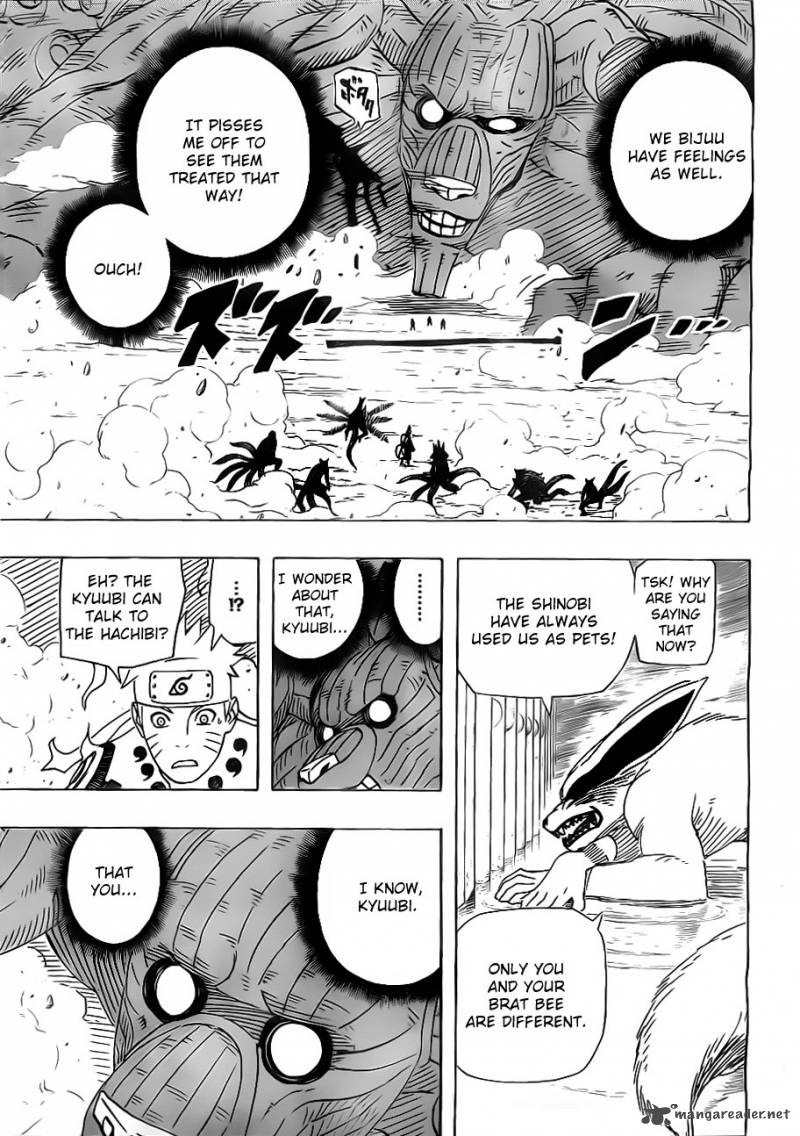 WE BIJUU
HAVE FEELINGS
AS WELL.
IT PISSES
ME OFF TO
SEE THEM
TREATED THAT
WAY!
OUCH!
ズズ
ン…
TSK! WHY
ARE YOU
SAYING
THAT
NOW?
THE SHINOBI
HAVE ALWAYS
USED US AS PETS!
ONLY YOU
AND YOUR
BRAT BEE
ARE DIFFERENT.
.........
I WONDER
ABOUT
THAT,
KYUUBI...
...!?
EH? THE
KYUUBI CAN
TALK TO
THE HACHIBI?
I KNOW,
KYUUBI.
THAT
YOU...
mangareader.net